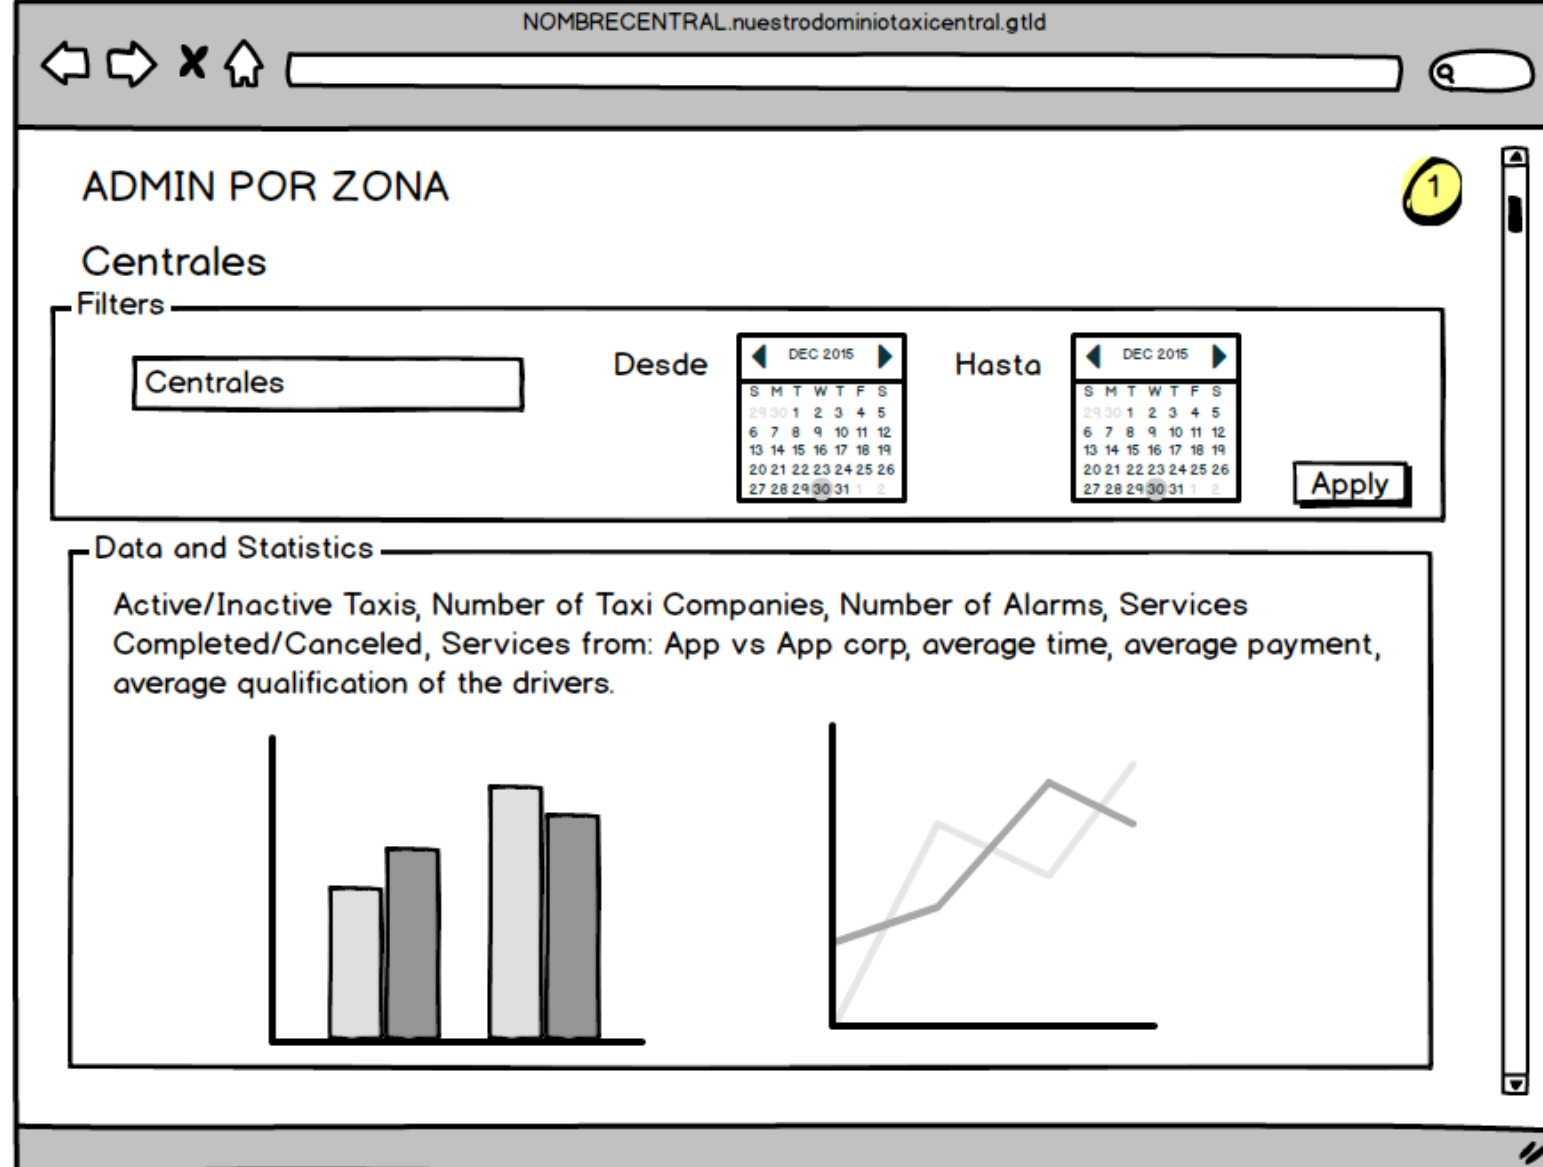 NOMBRECENTRAL.nuestrodominiotaxicentral.gtld
ADMIN POR ZONA
1
Centrales
Filters
Centrales
Desde
DEC 2015
S M T W T F S
29 30 1 2 3 4 5
6 7 8 9 10 11 12
13 14 15 16 17 18 19
20 21 22 23 24 25 26
27 28 29 30 31 1 2
Hasta
DEC 2015
S M T W T F S
29 30 1 2 3 4 5
6 7 8 9 10 11 12
13 14 15 16 17 18 19
20 21 22 23 24 25 26
27 28 29 30 31 1 2
Apply
Data and Statistics
Active/Inactive Taxis, Number of Taxi Companies, Number of Alarms, Services
Completed/Canceled, Services from: App vs App corp, average time, average payment,
average qualification of the drivers.